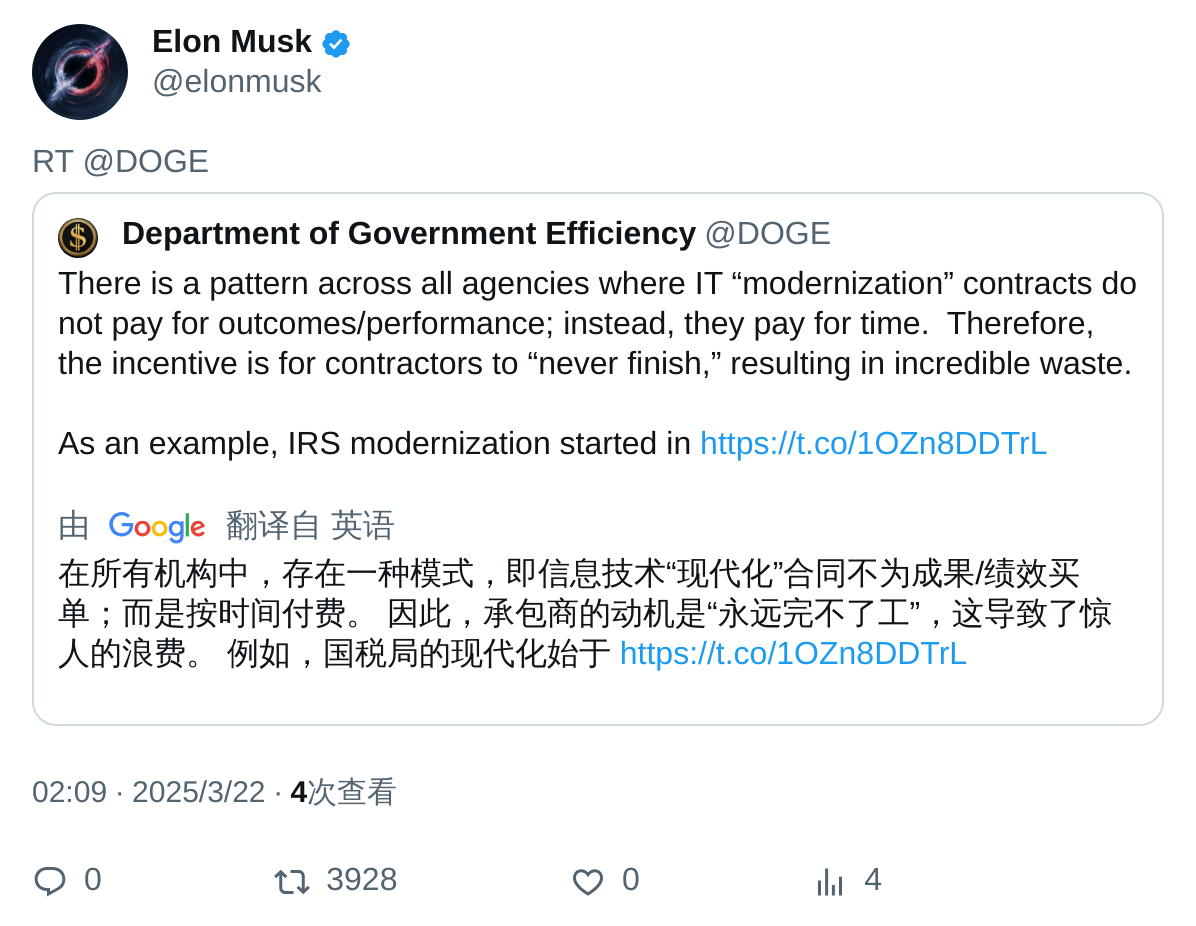 Elon Musk
@elonmusk
RT @DOGE
Department of Government Efficiency @DOGE
There is a pattern across all agencies where IT “modernization” contracts do
not pay for outcomes/performance; instead, they pay for time.  Therefore,
the incentive is for contractors to “never finish,” resulting in incredible waste.
As an example, IRS modernization started in https://t.co/1OZn8DDTrL
由 Google 翻译自 英语
在所有机构中，存在一种模式，即信息技术“现代化”合同不为成果/绩效买
单；而是按时间付费。 因此，承包商的动机是“永远完不了工”，这导致了惊
人的浪费。 例如，国税局的现代化始于 https://t.co/1OZn8DDTrL
02:09 · 2025/3/22 · 4次查看
0 3928 0 4